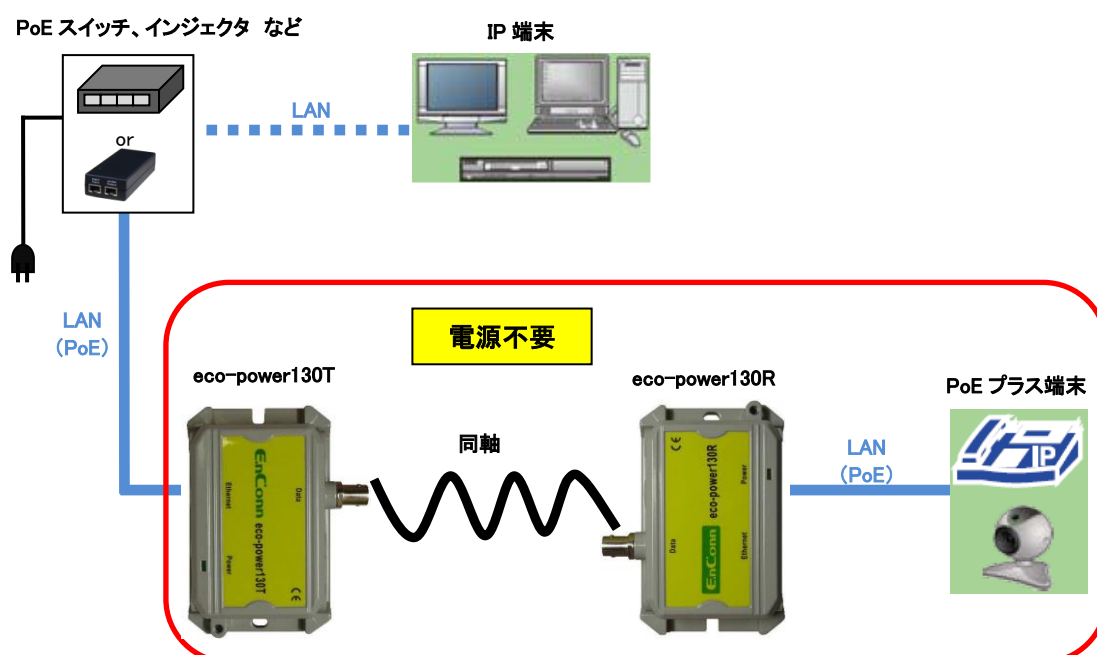 PoE スイッチ、インジェクタ など
IP 端末
LAN
or
LAN
（PoE）
電源不要
eco-power130T
eco-power130R
PoE プラス端末
同軸
LAN
（PoE）
IP
Data
Ethernet
EnConn eco-power130T
Power
CE
CE
Power
eco-power130R
EnConn
Data
Ethernet